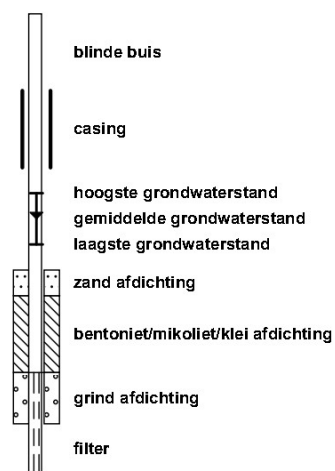 blinde buis
casing
hoogste grondwaterstand
gemiddelde grondwaterstand
laagste grondwaterstand
zand afdichting
bentoniet/mikoliet/klei afdichting
grind afdichting
filter